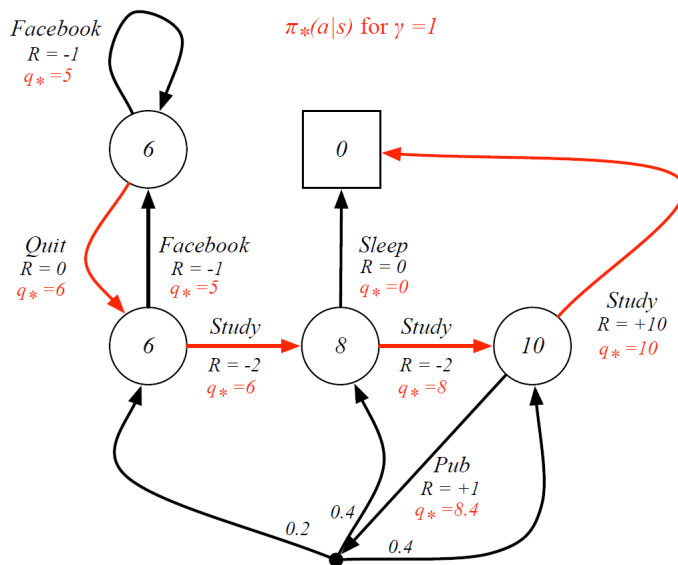 π*(a|s) for γ =1
Facebook
R = -1
q* =5
6
0
Quit
R = 0
q* =6
Facebook
R = -1
q* =5
Sleep
R = 0
q* =0
Study
R = +10
q* =10
6
Study
R = -2
q* =6
8
Study
R = -2
q* =8
10
Pub
R = +1
q* =8.4
0.2
0.4
0.4